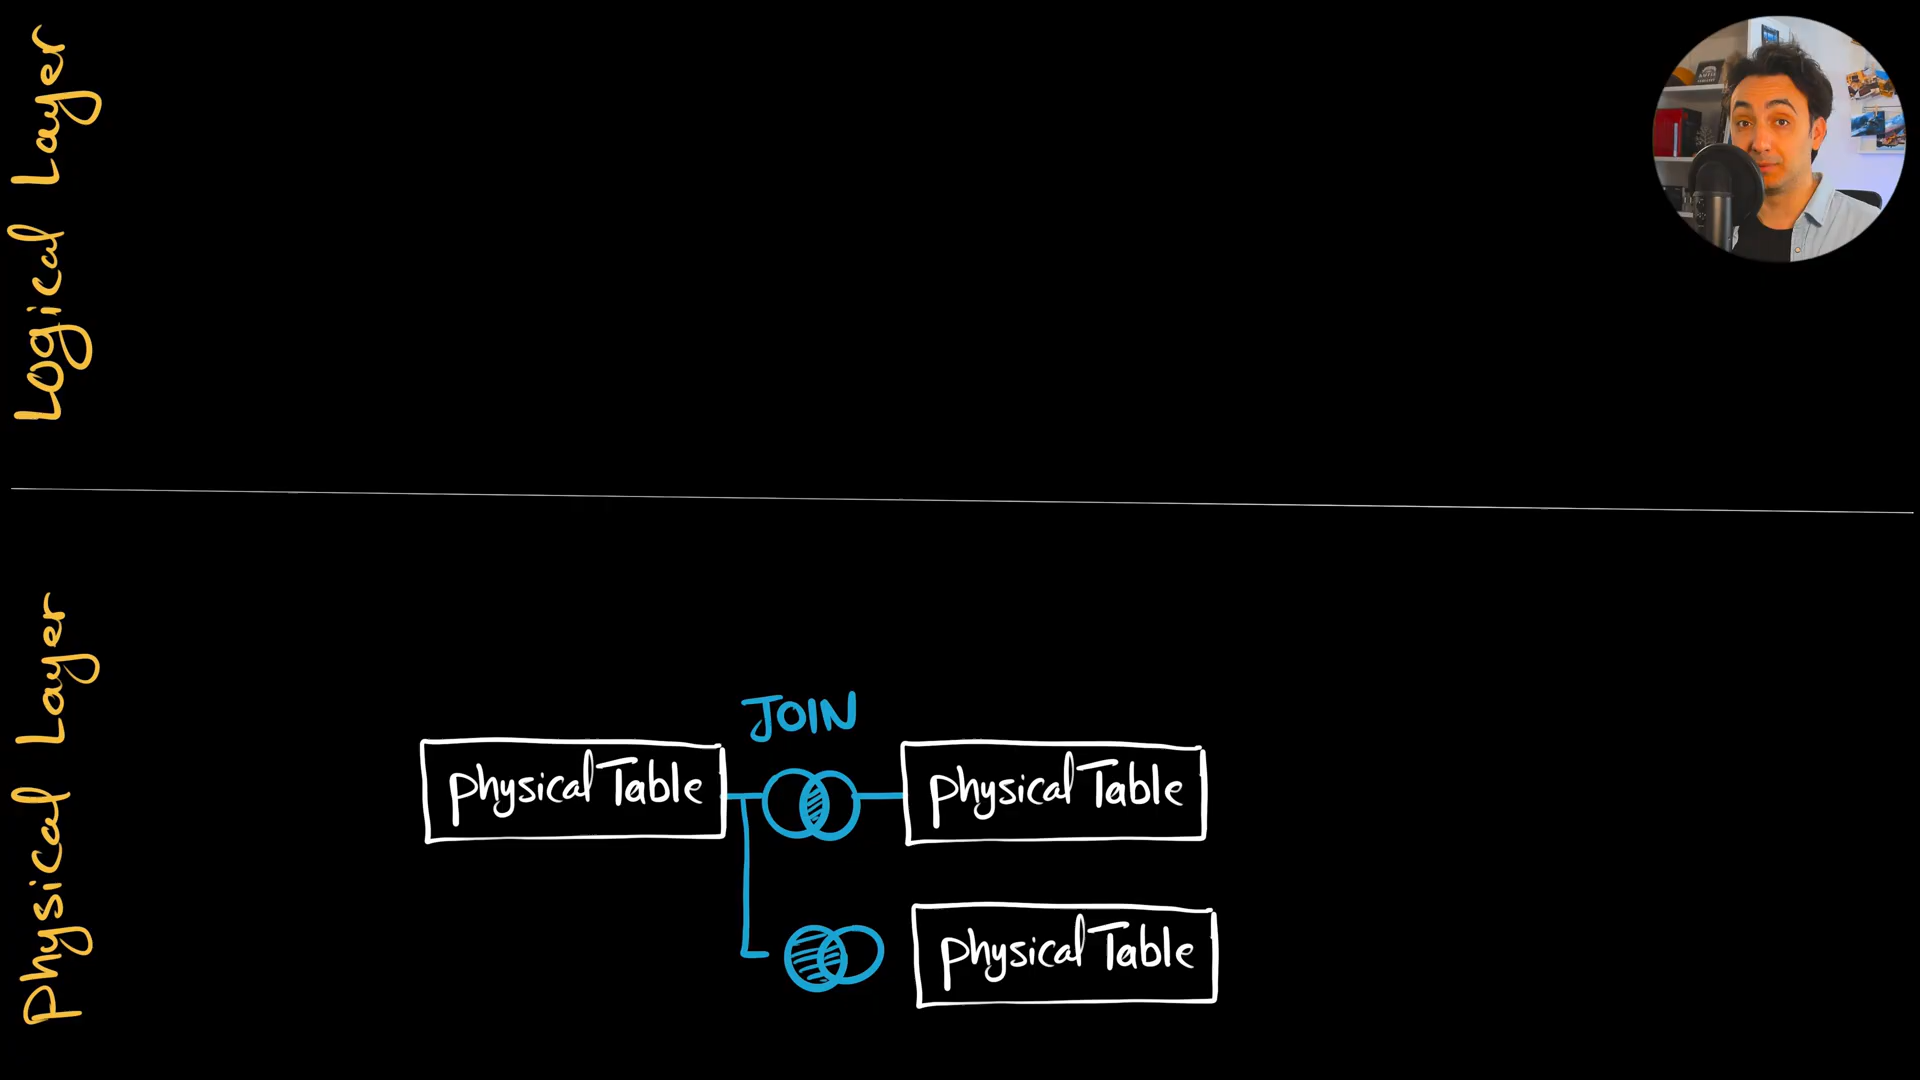 Logical Layer
Physical Layer
JOIN
Physical Table
Physical Table
Physical Table